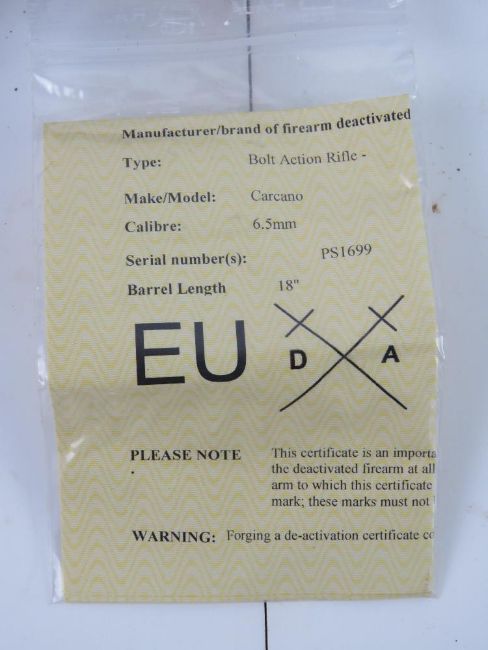 Manufacturer/brand of firearm deactivated
Type: Bolt Action Rifle -
Make/Model: Carcano
Calibre: 6.5mm
Serial number(s): PS1699
Barrel Length 18"
EU D A
PLEASE NOTE This certificate is an importa
. the deactivated firearm at all
arm to which this certificate
mark; these marks must not
WARNING: Forging a de-activation certificate co